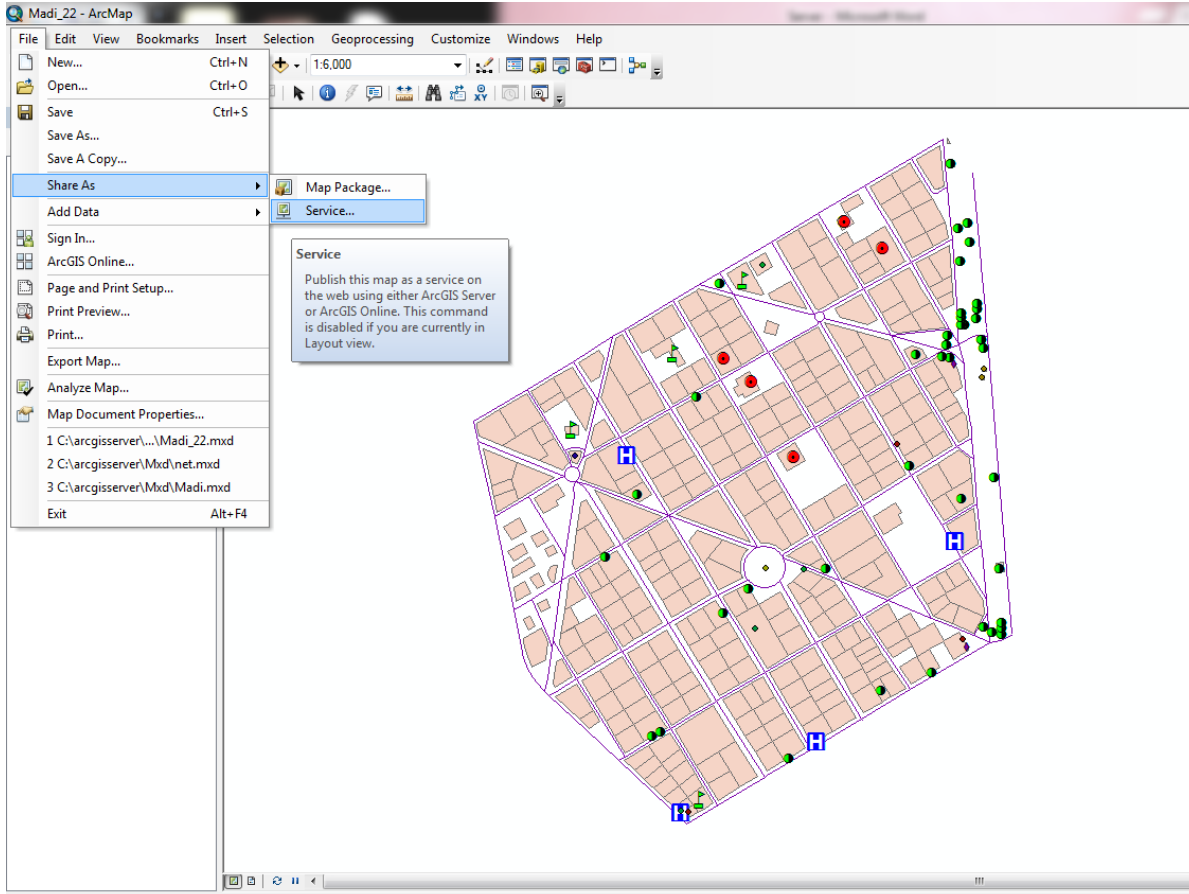 Madi_22 - ArcMap
Server - Microsoft Word
File Edit View Bookmarks Insert Selection Geoprocessing Customize Windows Help
1:6,000
New... Ctrl+N
Open... Ctrl+O
Save Ctrl+S
Save As...
Save A Copy...
Share As
Map Package...
Service...
Add Data
Sign In...
ArcGIS Online...
Page and Print Setup...
Print Preview...
Print...
Export Map...
Analyze Map...
Map Document Properties...
1 C:\arcgisserver\...\Madi_22.mxd
2 C:\arcgisserver\Mxd\net.mxd
3 C:\arcgisserver\Mxd\Madi.mxd
Exit Alt+F4
Service
Publish this map as a service on
the web using either ArcGIS Server
or ArcGIS Online. This command
is disabled if you are currently in
Layout view.
XY
H
H
H
H